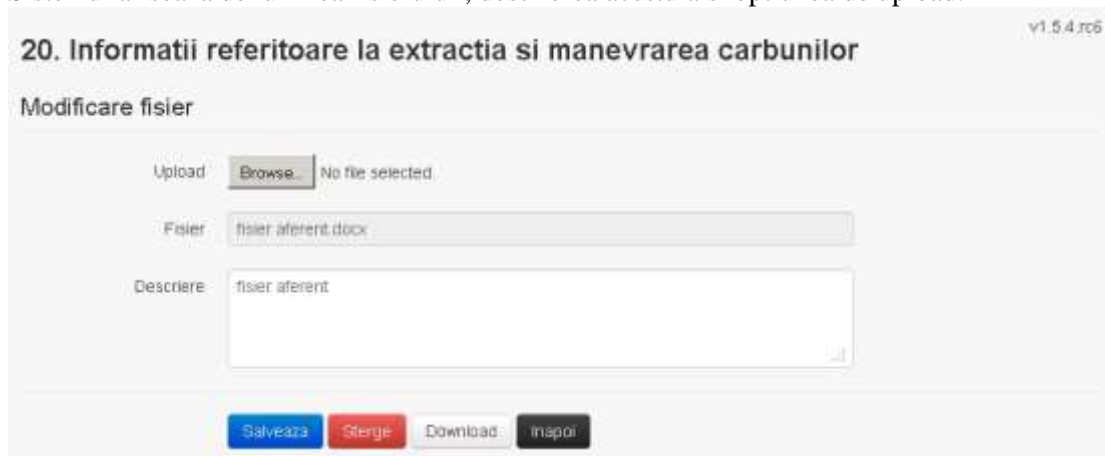 v1.5.4.rc6
20. Informatii referitoare la extractia si manevrarea carbunilor
Modificare fisier
Upload Browse... No file selected.
Fisier fisier aferent.docx
Descriere fisier aferent
Salveaza Sterge Download Inapoi